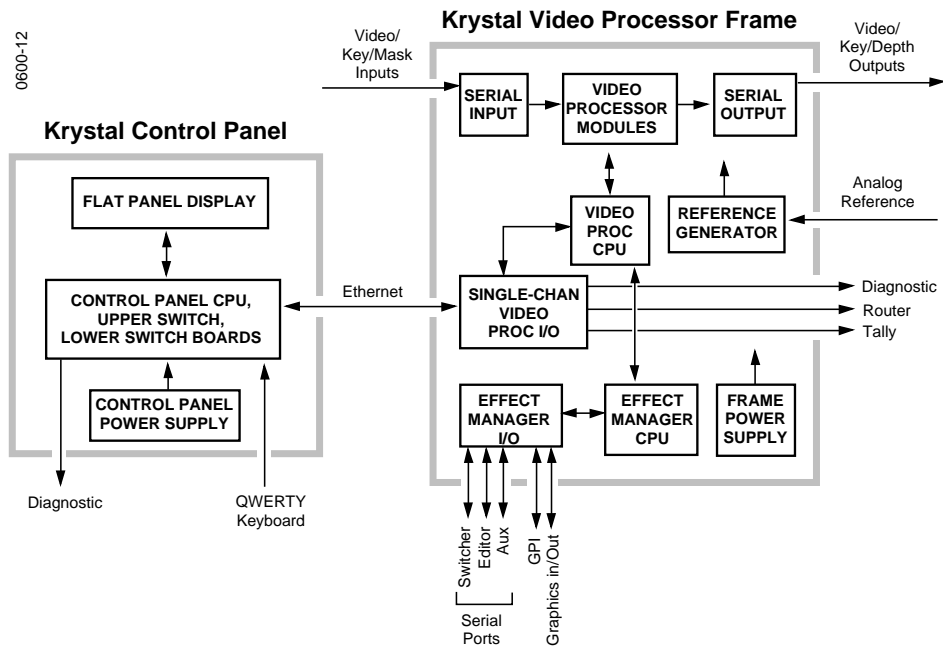 0600-12
Krystal Control Panel
FLAT PANEL DISPLAY
CONTROL PANEL CPU,
UPPER SWITCH,
LOWER SWITCH BOARDS
CONTROL PANEL
POWER SUPPLY
Diagnostic
QWERTY
Keyboard
Ethernet
Krystal Video Processor Frame
Video/
Key/Mask
Inputs
SERIAL
INPUT
VIDEO
PROCESSOR
MODULES
SERIAL
OUTPUT
Video/
Key/Depth
Outputs
VIDEO
PROC
CPU
REFERENCE
GENERATOR
Analog
Reference
SINGLE-CHAN
VIDEO
PROC I/O
Diagnostic
Router
Tally
EFFECT
MANAGER
I/O
EFFECT
MANAGER
CPU
FRAME
POWER
SUPPLY
Switcher
Editor
Aux
GPI
Graphics in/Out
Serial
Ports